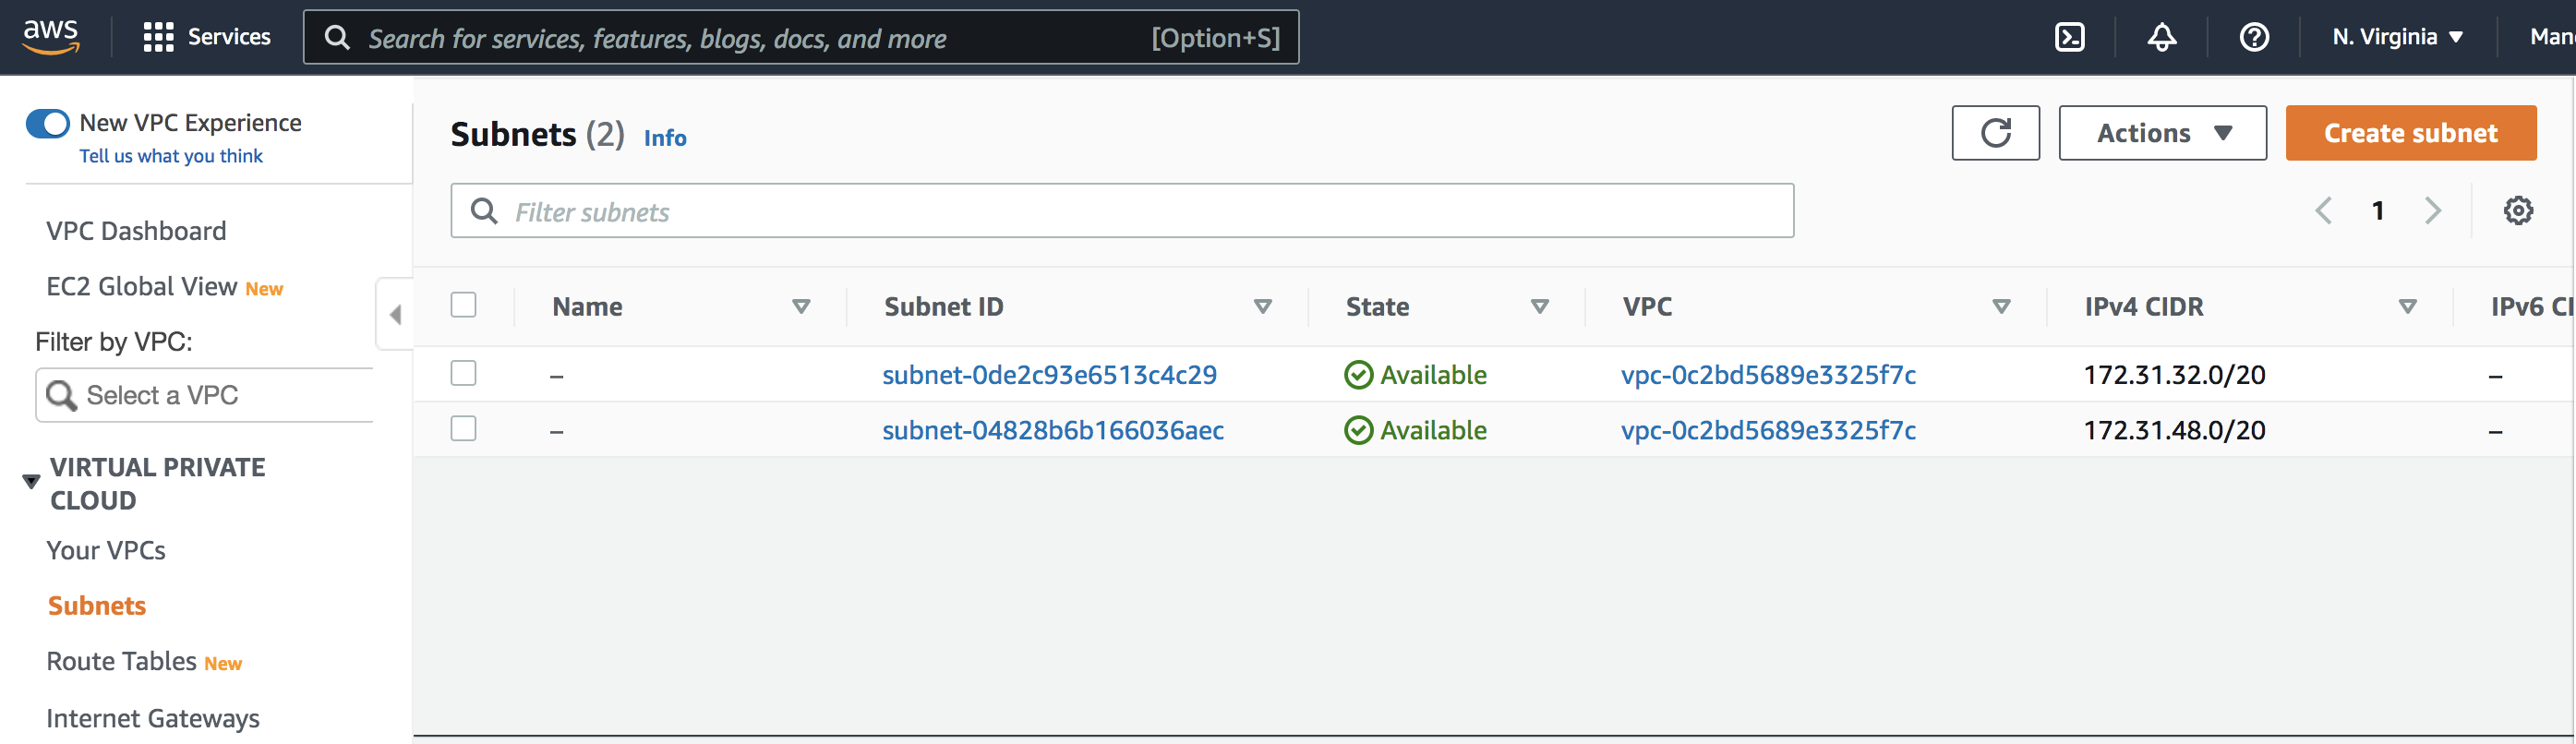 aws Services Search for services, features, blogs, docs, and more [Option+S] N. Virginia
New VPC Experience
Tell us what you think
VPC Dashboard
EC2 Global View New
Filter by VPC:
Select a VPC
VIRTUAL PRIVATE
CLOUD
Your VPCs
Subnets
Route Tables New
Internet Gateways
Subnets (2) Info Actions Create subnet
Filter subnets 1
Name Subnet ID State VPC IPv4 CIDR IPv6 CI
– subnet-0de2c93e6513c4c29 Available vpc-0c2bd5689e3325f7c 172.31.32.0/20 –
– subnet-04828b6b166036aec Available vpc-0c2bd5689e3325f7c 172.31.48.0/20 –